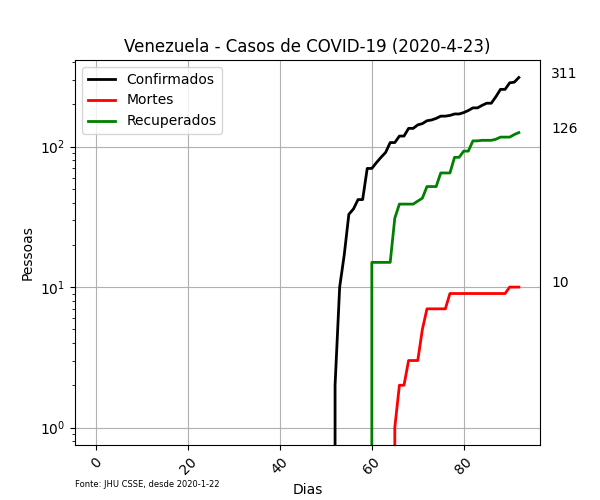 Venezuela - Casos de COVID-19 (2020-4-23)
Confirmados
Mortes
Recuperados
311
126
10
10²
10¹
10⁰
Pessoas
0
20
40
60
80
Dias
Fonte: JHU CSSE, desde 2020-1-22